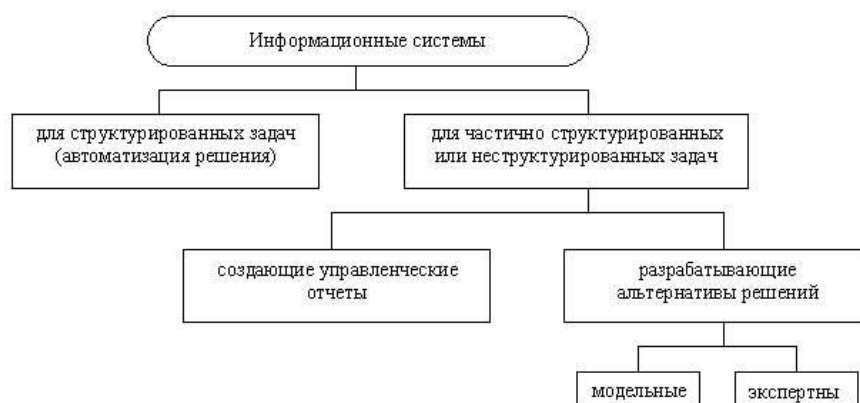 Информационные системы
для структурированных задач
(автоматизация решения)
для частично структурированных
или неструктурированных задач
создающие управленческие
отчеты
разрабатывающие
альтернативы решений
модельные
экспертны